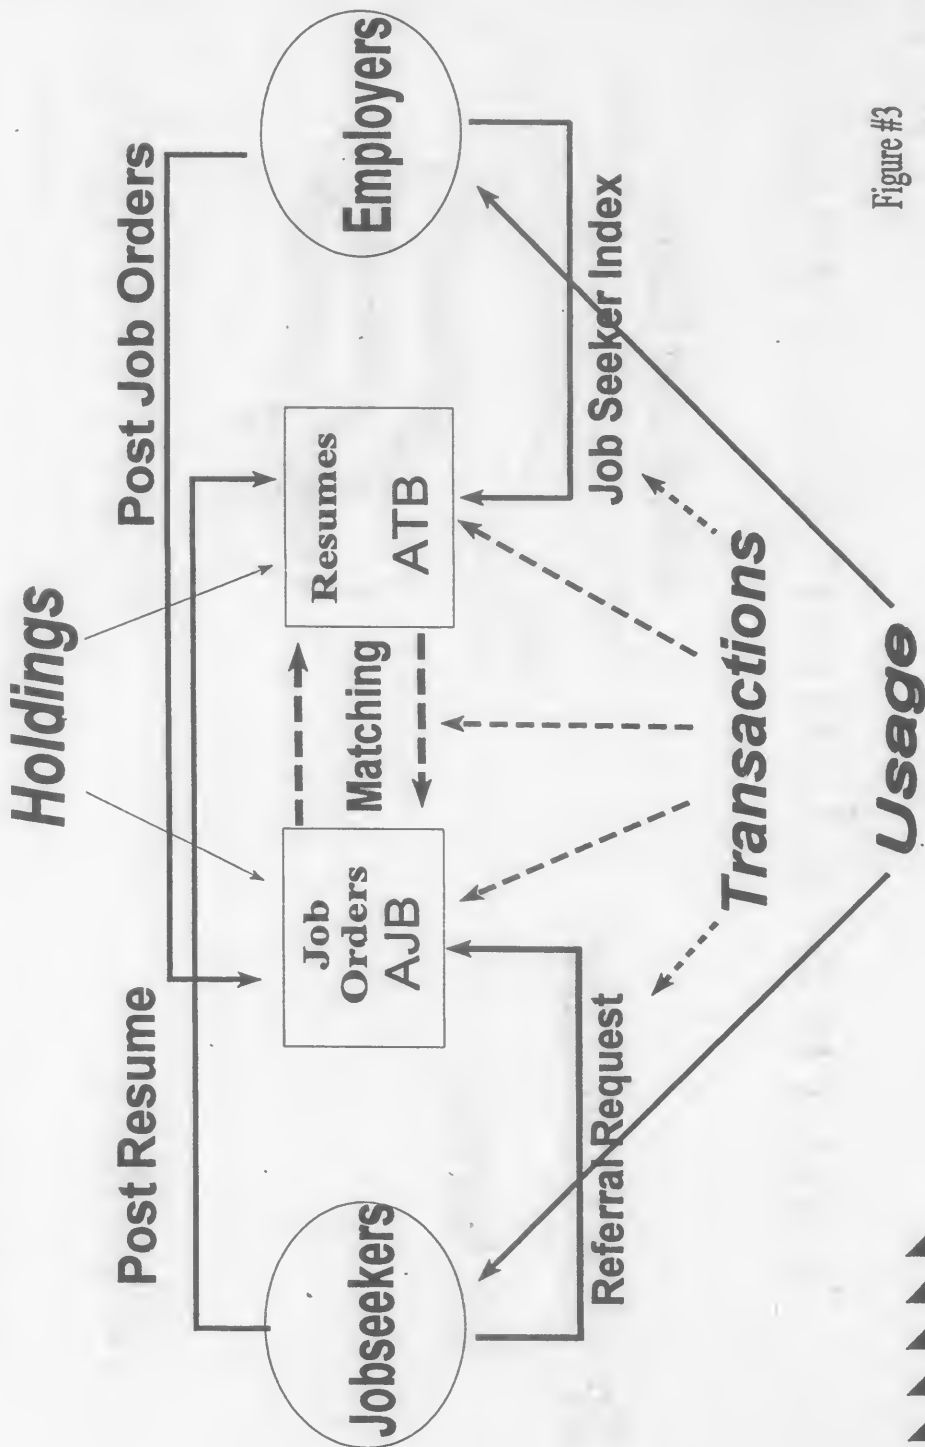 Holdings
Post Resume
Post Job Orders
Jobseekers
Job
Orders
AJB
Matching
Resumes
ATB
Employers
Referral Request
Job Seeker Index
Transactions
Usage
Figure #3